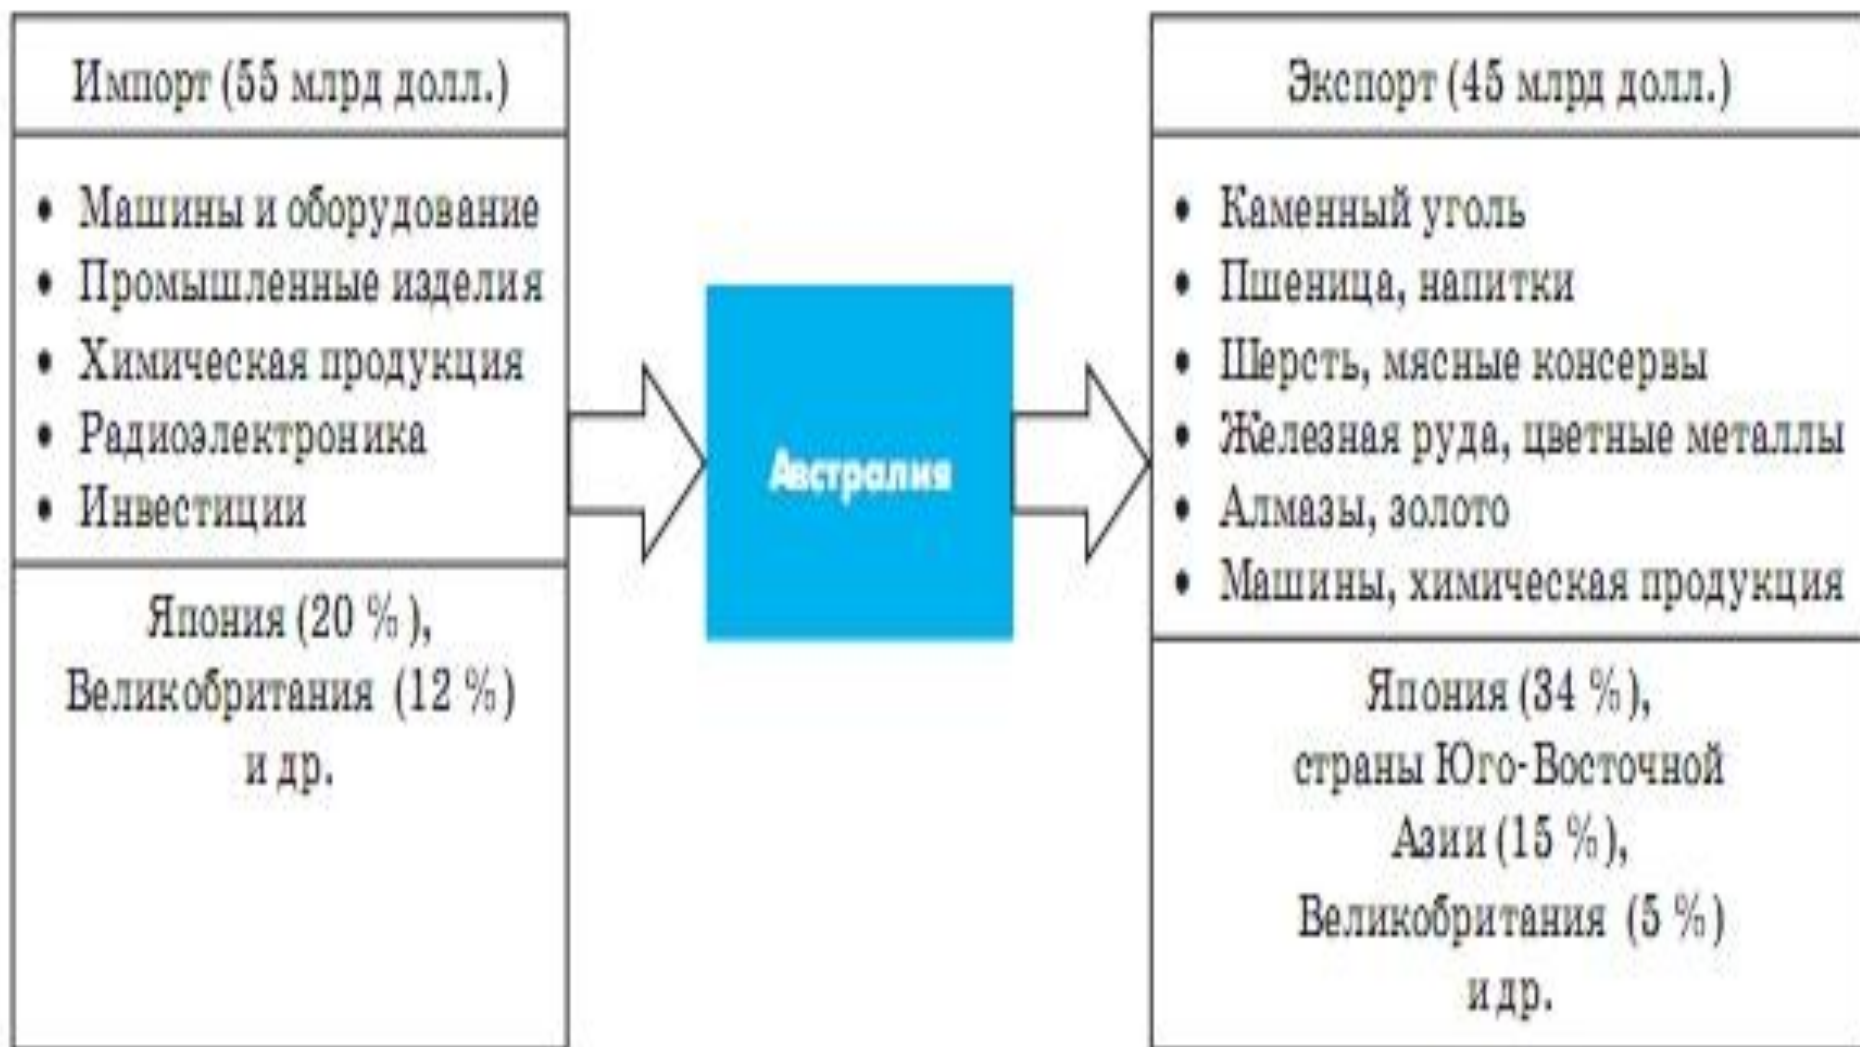 Импорт (55 млрд долл.)
• Машины и оборудование
• Промышленные изделия
• Химическая продукция
• Радиоэлектроника
• Инвестиции
Япония (20 %),
Великобритания (12 %)
и др.
Австралия
Экспорт (45 млрд долл.)
• Каменный уголь
• Пшеница, напитки
• Шерсть, мясные консервы
• Железная руда, цветные металлы
• Алмазы, золото
• Машины, химическая продукция
Япония (34 %),
страны Юго-Восточной
Азии (15 %),
Великобритания (5 %)
и др.